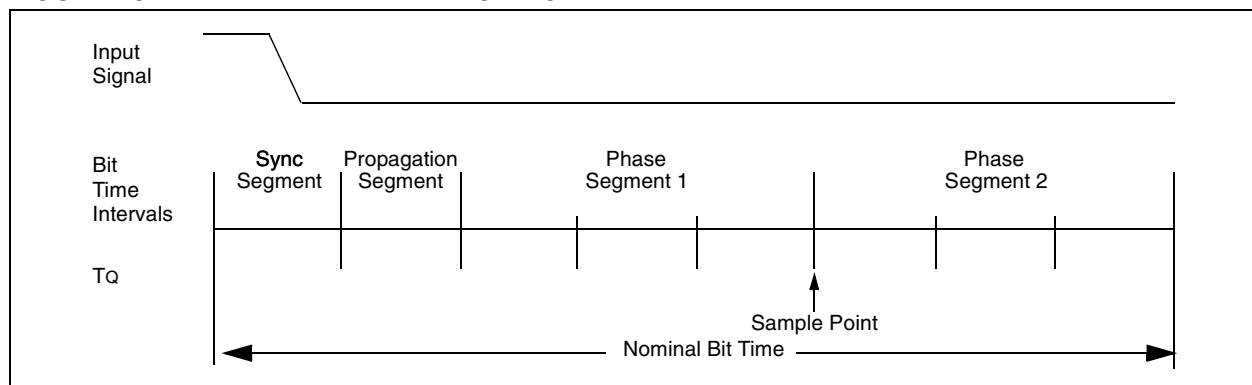 Input
Signal
Bit
Time
Intervals
Sync
Segment
Propagation
Segment
Phase
Segment 1
Phase
Segment 2
TQ
Sample Point
Nominal Bit Time